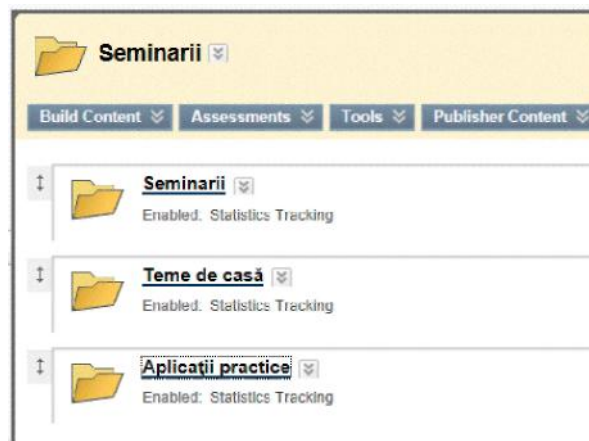 Seminarii
Build Content Assessments Tools Publisher Content
Seminarii
Enabled: Statistics Tracking
Teme de casă
Enabled: Statistics Tracking
Aplicaţii practice
Enabled: Statistics Tracking